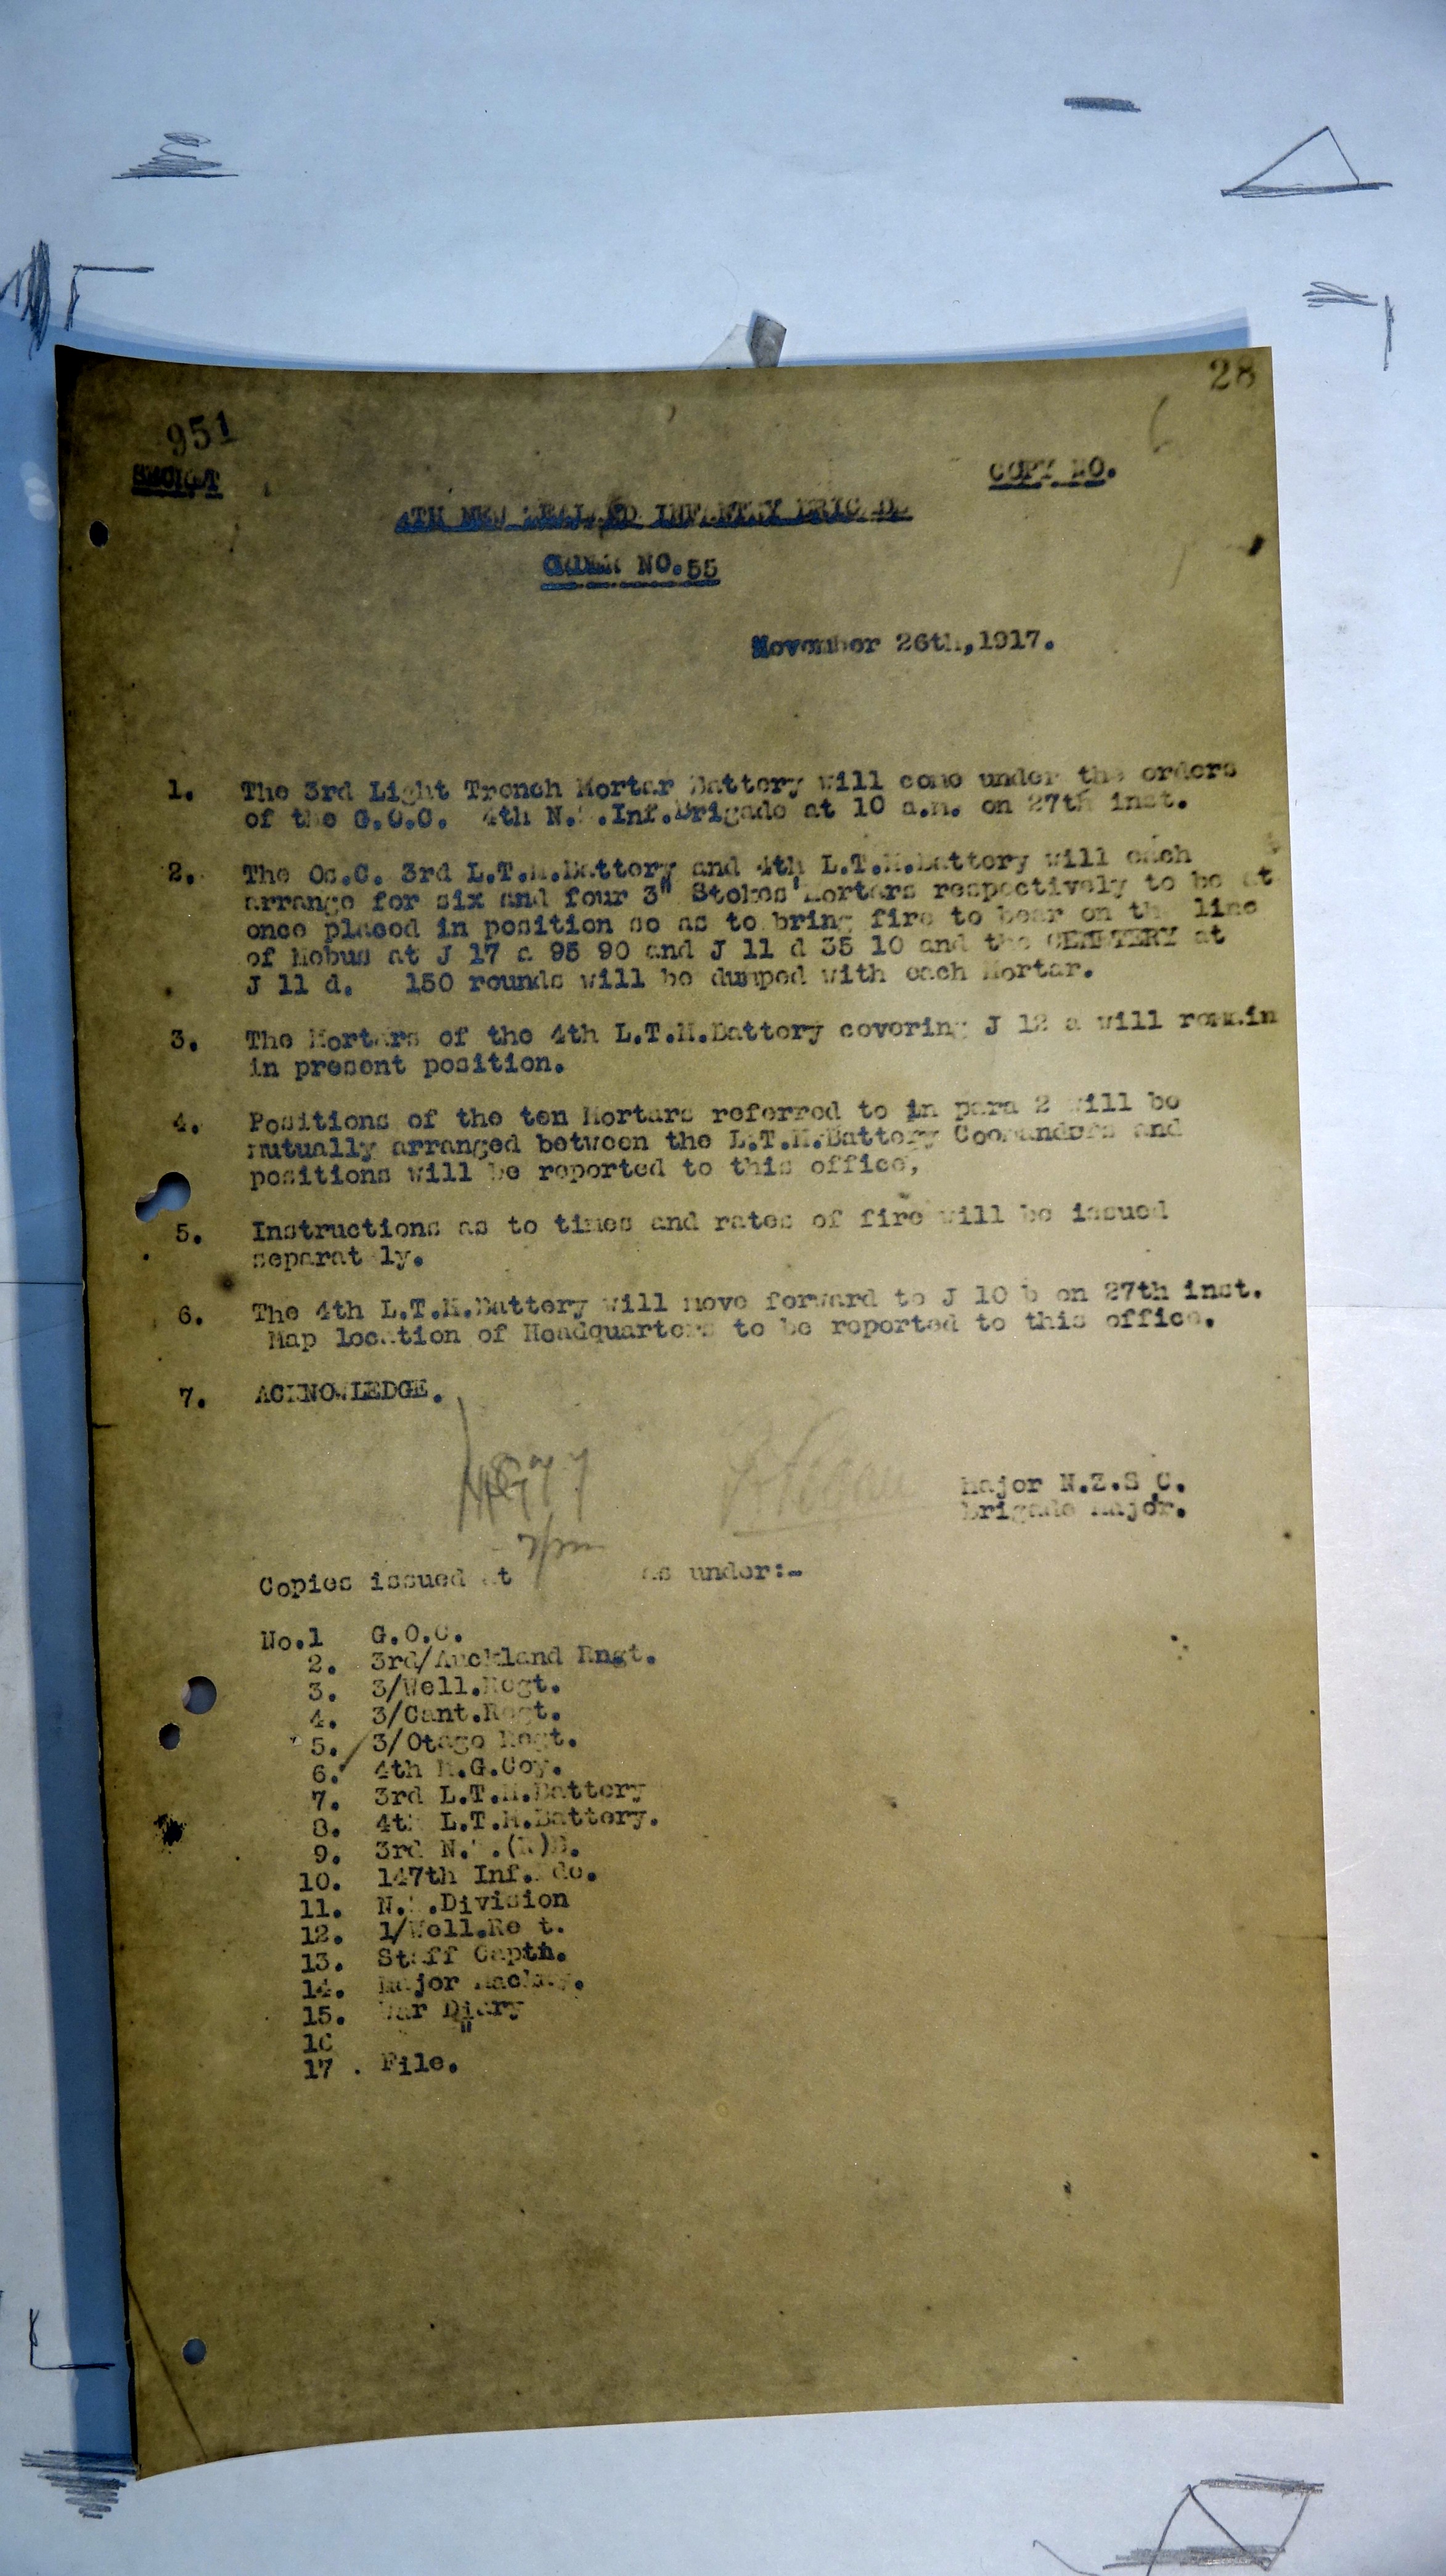 28
951
SECRET
COPY NO.
4TH NEW ZEALAND INFANTRY BRIGADE
ORDER NO.55
November 26th,1917.
1. The 3rd Light Trench Mortar Battery will come under the orders
of the G.O.C. 4th N.Z.Inf.Brigade at 10 a.m. on 27th inst.
2. The Os.C. 3rd L.T.M.Battery and 4th L.T.M.Battery will each
arrange for six and four 3" Stokes' Mortars respectively to be at
once placed in position so as to bring fire to bear on the line
of Mebus at J 17 a 95 90 and J 11 d 35 10 and the CEMETERY at
J 11 d. 150 rounds will be dumped with each Mortar.
3. The Mortars of the 4th L.T.M.Battery covering J 12 a will remain
in present position.
4. Positions of the ten Mortars referred to in para 2 will be
mutually arranged between the L.T.M.Battery Coomanders and
positions will be reported to this office,
5. Instructions as to times and rates of fire will be issued
separat ly.
6. The 4th L.T.M.Battery will move forward to J 10 b on 27th inst.
Map location of Headquarters to be reported to this office.
7. ACKNOWLEDGE.
Major N.Z.S.C.
Brigade Major.
7pm
Copies issued at as under:-
No.1 G.O.C.
2. 3rd/Auckland Rngt.
3. 3/Well.Regt.
4. 3/Cant.Regt.
5. 3/Otago Regt.
6. 4th M.G.Coy.
7. 3rd L.T.M.Battery
8. 4th L.T.M.Battery.
9. 3rd N.Z.(R)B.
10. 147th Inf.Bde.
11. N.Z.Division
12. 1/Well.Re t.
13. Staff Captn.
14. Major
15. War Diary
16 "
17 . File.